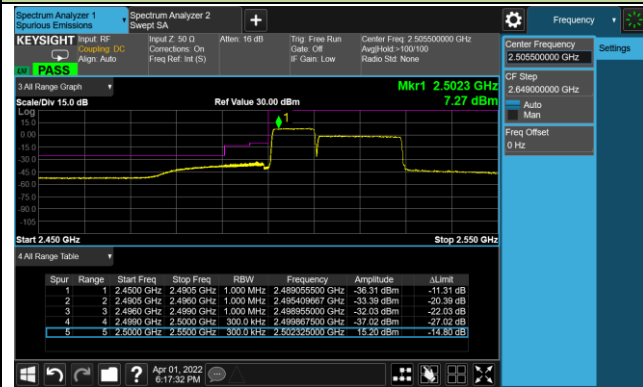 Spectrum Analyzer 1
Spurious Emissions
Spectrum Analyzer 2
Swept SA
Frequency
KEYSIGHT
Input: RF
Coupling: DC
Align: Auto
Input Z: 50 Ω
Corrections: On
Freq Ref: Int (S)
Atten: 16 dB
Trig: Free Run
Gate: Off
IF Gain: Low
Center Freq: 2.505500000 GHz
Avg|Hold:>100/100
Radio Std: None
LNI PASS
Center Frequency
2.505500000 GHz
Settings
CF Step
2.649000000 GHz
Auto
Man
Freq Offset
0 Hz
3 All Range Graph
Mkr1 2.5023 GHz
Scale/Div 15.0 dB
Ref Value 30.00 dBm
7.27 dBm
Log
15.0
0.00
-15.0
-30.0
-45.0
-60.0
-75.0
-90.0
-105
1
Start 2.450 GHz
Stop 2.550 GHz
4 All Range Table
Spur Range Start Freq Stop Freq RBW Frequency Amplitude ΔLimit
1 1 2.4500 GHz 2.4905 GHz 1.000 MHz 2.489055500 GHz -36.31 dBm -11.31 dB
2 2 2.4905 GHz 2.4960 GHz 1.000 MHz 2.495409667 GHz -33.39 dBm -20.39 dB
3 3 2.4960 GHz 2.4990 GHz 1.000 MHz 2.498955000 GHz -32.03 dBm -22.03 dB
4 4 2.4990 GHz 2.5000 GHz 300.0 kHz 2.499867500 GHz -37.02 dBm -27.02 dB
5 5 2.5000 GHz 2.5500 GHz 300.0 kHz 2.502325000 GHz 15.20 dBm -14.80 dB
Apr 01, 2022
6:17:32 PM